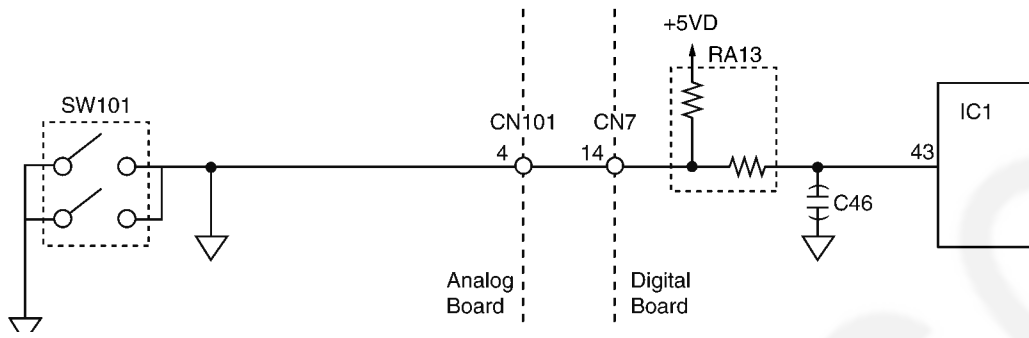 +5VD
RA13
SW101
CN101
CN7
IC1
4
14
43
C46
Analog
Board
Digital
Board